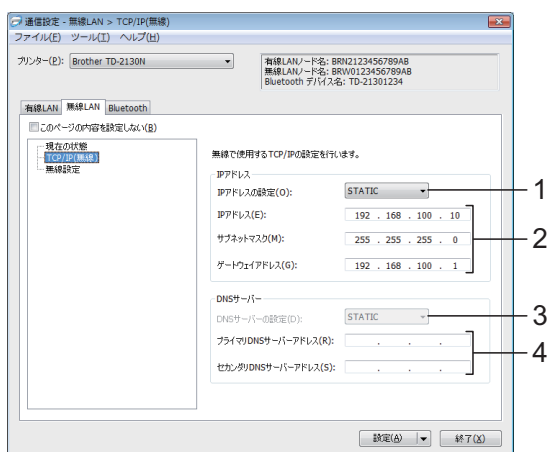 通信設定 - 無線LAN > TCP/IP(無線)
ファイル(F) ツール(T) ヘルプ(H)
プリンター(P): Brother TD-2130N
有線LANノード名: BRN2123456789AB
無線LANノード名: BRW0123456789AB
Bluetooth デバイス名: TD-21301234
有線LAN 無線LAN Bluetooth
このページの内容を設定しない(B)
現在の状態
TCP/IP(無線)
無線設定
無線で使用するTCP/IPの設定を行います。
IPアドレス
IPアドレスの設定(O): STATIC 1
IPアドレス(E): 192 . 168 . 100 . 10
サブネットマスク(M): 255 . 255 . 255 . 0 2
ゲートウェイアドレス(G): 192 . 168 . 100 . 1
DNSサーバー
DNSサーバーの設定(D): STATIC 3
プライマリDNSサーバーアドレス(R): . . . 4
セカンダリDNSサーバーアドレス(S): . . .
設定(A) 終了(X)